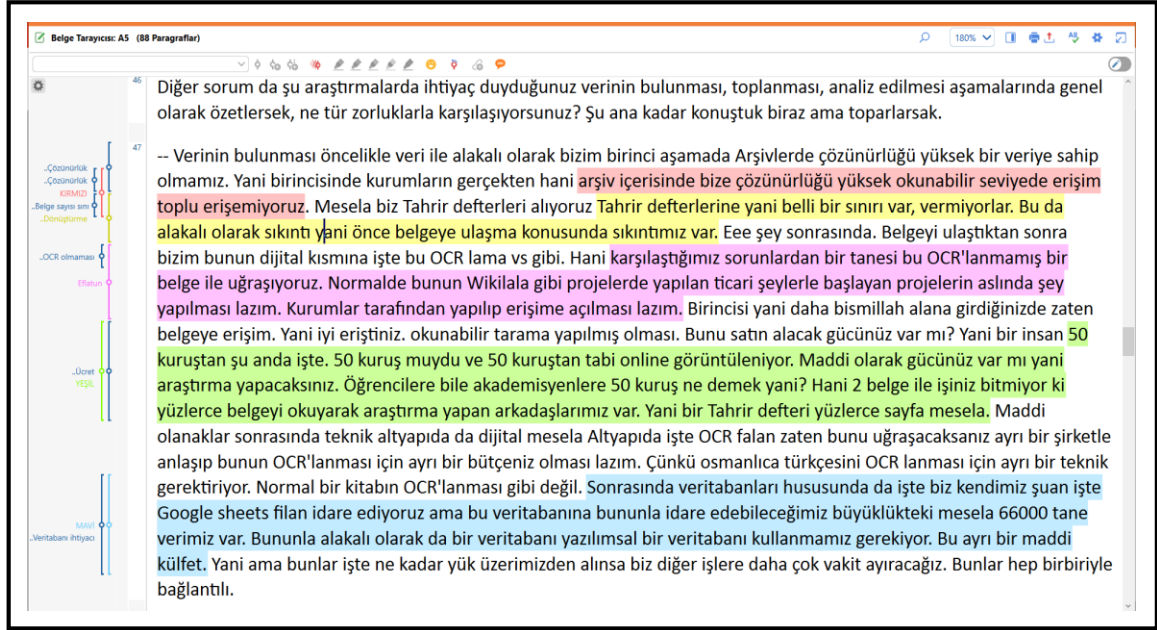 Belge Tarayıcısı: A5 (88 Paragraflar)
180%
46
Diğer sorum da şu araştırmalarda ihtiyaç duyduğunuz verinin bulunması, toplanması, analiz edilmesi aşamalarında genel
olarak özetlersek, ne tür zorluklarla karşılaşıyorsunuz? Şu ana kadar konuştuk biraz ama toparlarsak.
47
-- Verinin bulunması öncelikle veri ile alakalı olarak bizim birinci aşamada Arşivlerde çözünürlüğü yüksek bir veriye sahip
olmamız. Yani birincisinde kurumların gerçekten hani arşiv içerisinde bize çözünürlüğü yüksek okunabilir seviyede erişim
toplu erişemiyoruz. Mesela biz Tahrir defterleri alıyoruz Tahrir defterlerine yani belli bir sınırı var, vermiyorlar. Bu da
alakalı olarak sıkıntı yani önce belgeye ulaşma konusunda sıkıntımız var. Eee şey sonrasında. Belgeyi ulaştıktan sonra
bizim bunun dijital kısmına işte bu OCR lama vs gibi. Hani karşılaştığımız sorunlardan bir tanesi bu OCR'lanmamış bir
belge ile uğraşıyoruz. Normalde bunun Wikilala gibi projelerde yapılan ticari şeylerle başlayan projelerin aslında şey
yapılması lazım. Kurumlar tarafından yapılıp erişime açılması lazım. Birincisi yani daha bismillah alana girdiğinizde zaten
belgeye erişim. Yani iyi eriştiniz. okunabilir tarama yapılmış olması. Bunu satın alacak gücünüz var mı? Yani bir insan 50
kuruştan şu anda işte. 50 kuruş muydu ve 50 kuruştan tabi online görüntüleniyor. Maddi olarak gücünüz var mı yani
araştırma yapacaksınız. Öğrencilere bile akademisyenlere 50 kuruş ne demek yani? Hani 2 belge ile işiniz bitmiyor ki
yüzlerce belgeyi okuyarak araştırma yapan arkadaşlarımız var. Yani bir Tahrir defteri yüzlerce sayfa mesela. Maddi
olanaklar sonrasında teknik altyapıda da dijital mesela Altyapıda işte OCR falan zaten bunu uğraşacaksanız ayrı bir şirketle
anlaşıp bunun OCR'lanması için ayrı bir bütçeniz olması lazım. Çünkü osmanlıca türkçesini OCR lanması için ayrı bir teknik
gerektiriyor. Normal bir kitabın OCR'lanması gibi değil. Sonrasında veritabanları hususunda da işte biz kendimiz şuan işte
Google sheets filan idare ediyoruz ama bu veritabanına bununla idare edebileceğimiz büyüklükteki mesela 66000 tane
verimiz var. Bununla alakalı olarak da bir veritabanı yazılımsal bir veritabanı kullanmamız gerekiyor. Bu ayrı bir maddi
külfet. Yani ama bunlar işte ne kadar yük üzerimizden alınsa biz diğer işlere daha çok vakit ayıracağız. Bunlar hep birbiriyle
bağlantılı.
..Çözünürlük
..Çözünürlük
KIRMIZI
..Belge sayısı sını
..Dönüştürme
..OCR olmaması
Eflatun
..Ücret
YEŞİL
MAVİ
..Veritabanı ihtiyacı